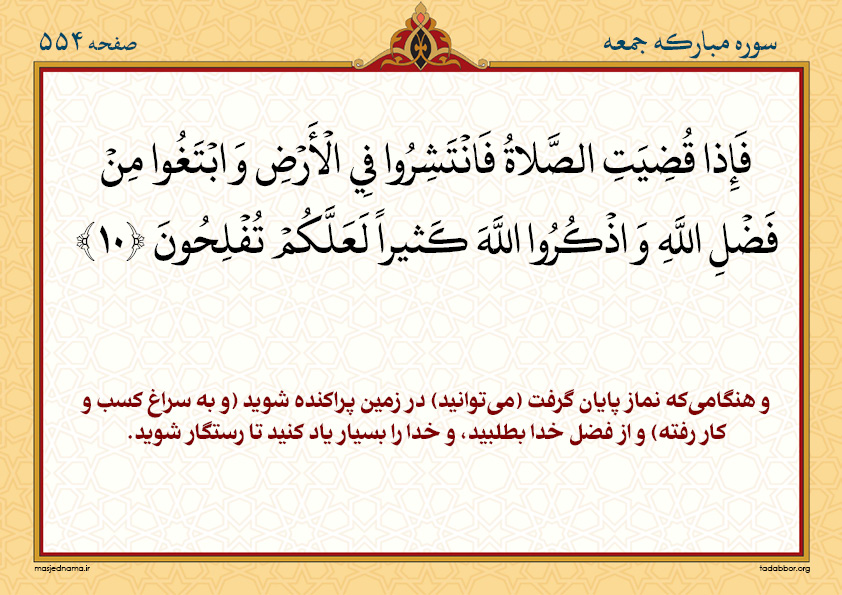 سوره مبارکه جمعه
صفحه ۵۵۴
فَإِذا قُضِيَتِ الصَّلاةُ فَانْتَشِرُوا فِي الْأَرْضِ وَ ابْتَغُوا مِنْ
فَضْلِ اللَّهِ وَ اذْكُرُوا اللَّهَ كَثيراً لَعَلَّكُمْ تُفْلِحُونَ ﴿۱۰﴾
و هنگامی‌که نماز پایان گرفت (می‌توانید) در زمین پراکنده شوید (و به سراغ کسب و
کار رفته) و از فضل خدا بطلبید، و خدا را بسیار یاد کنید تا رستگار شوید.
masjednama.ir
tadabbor.org